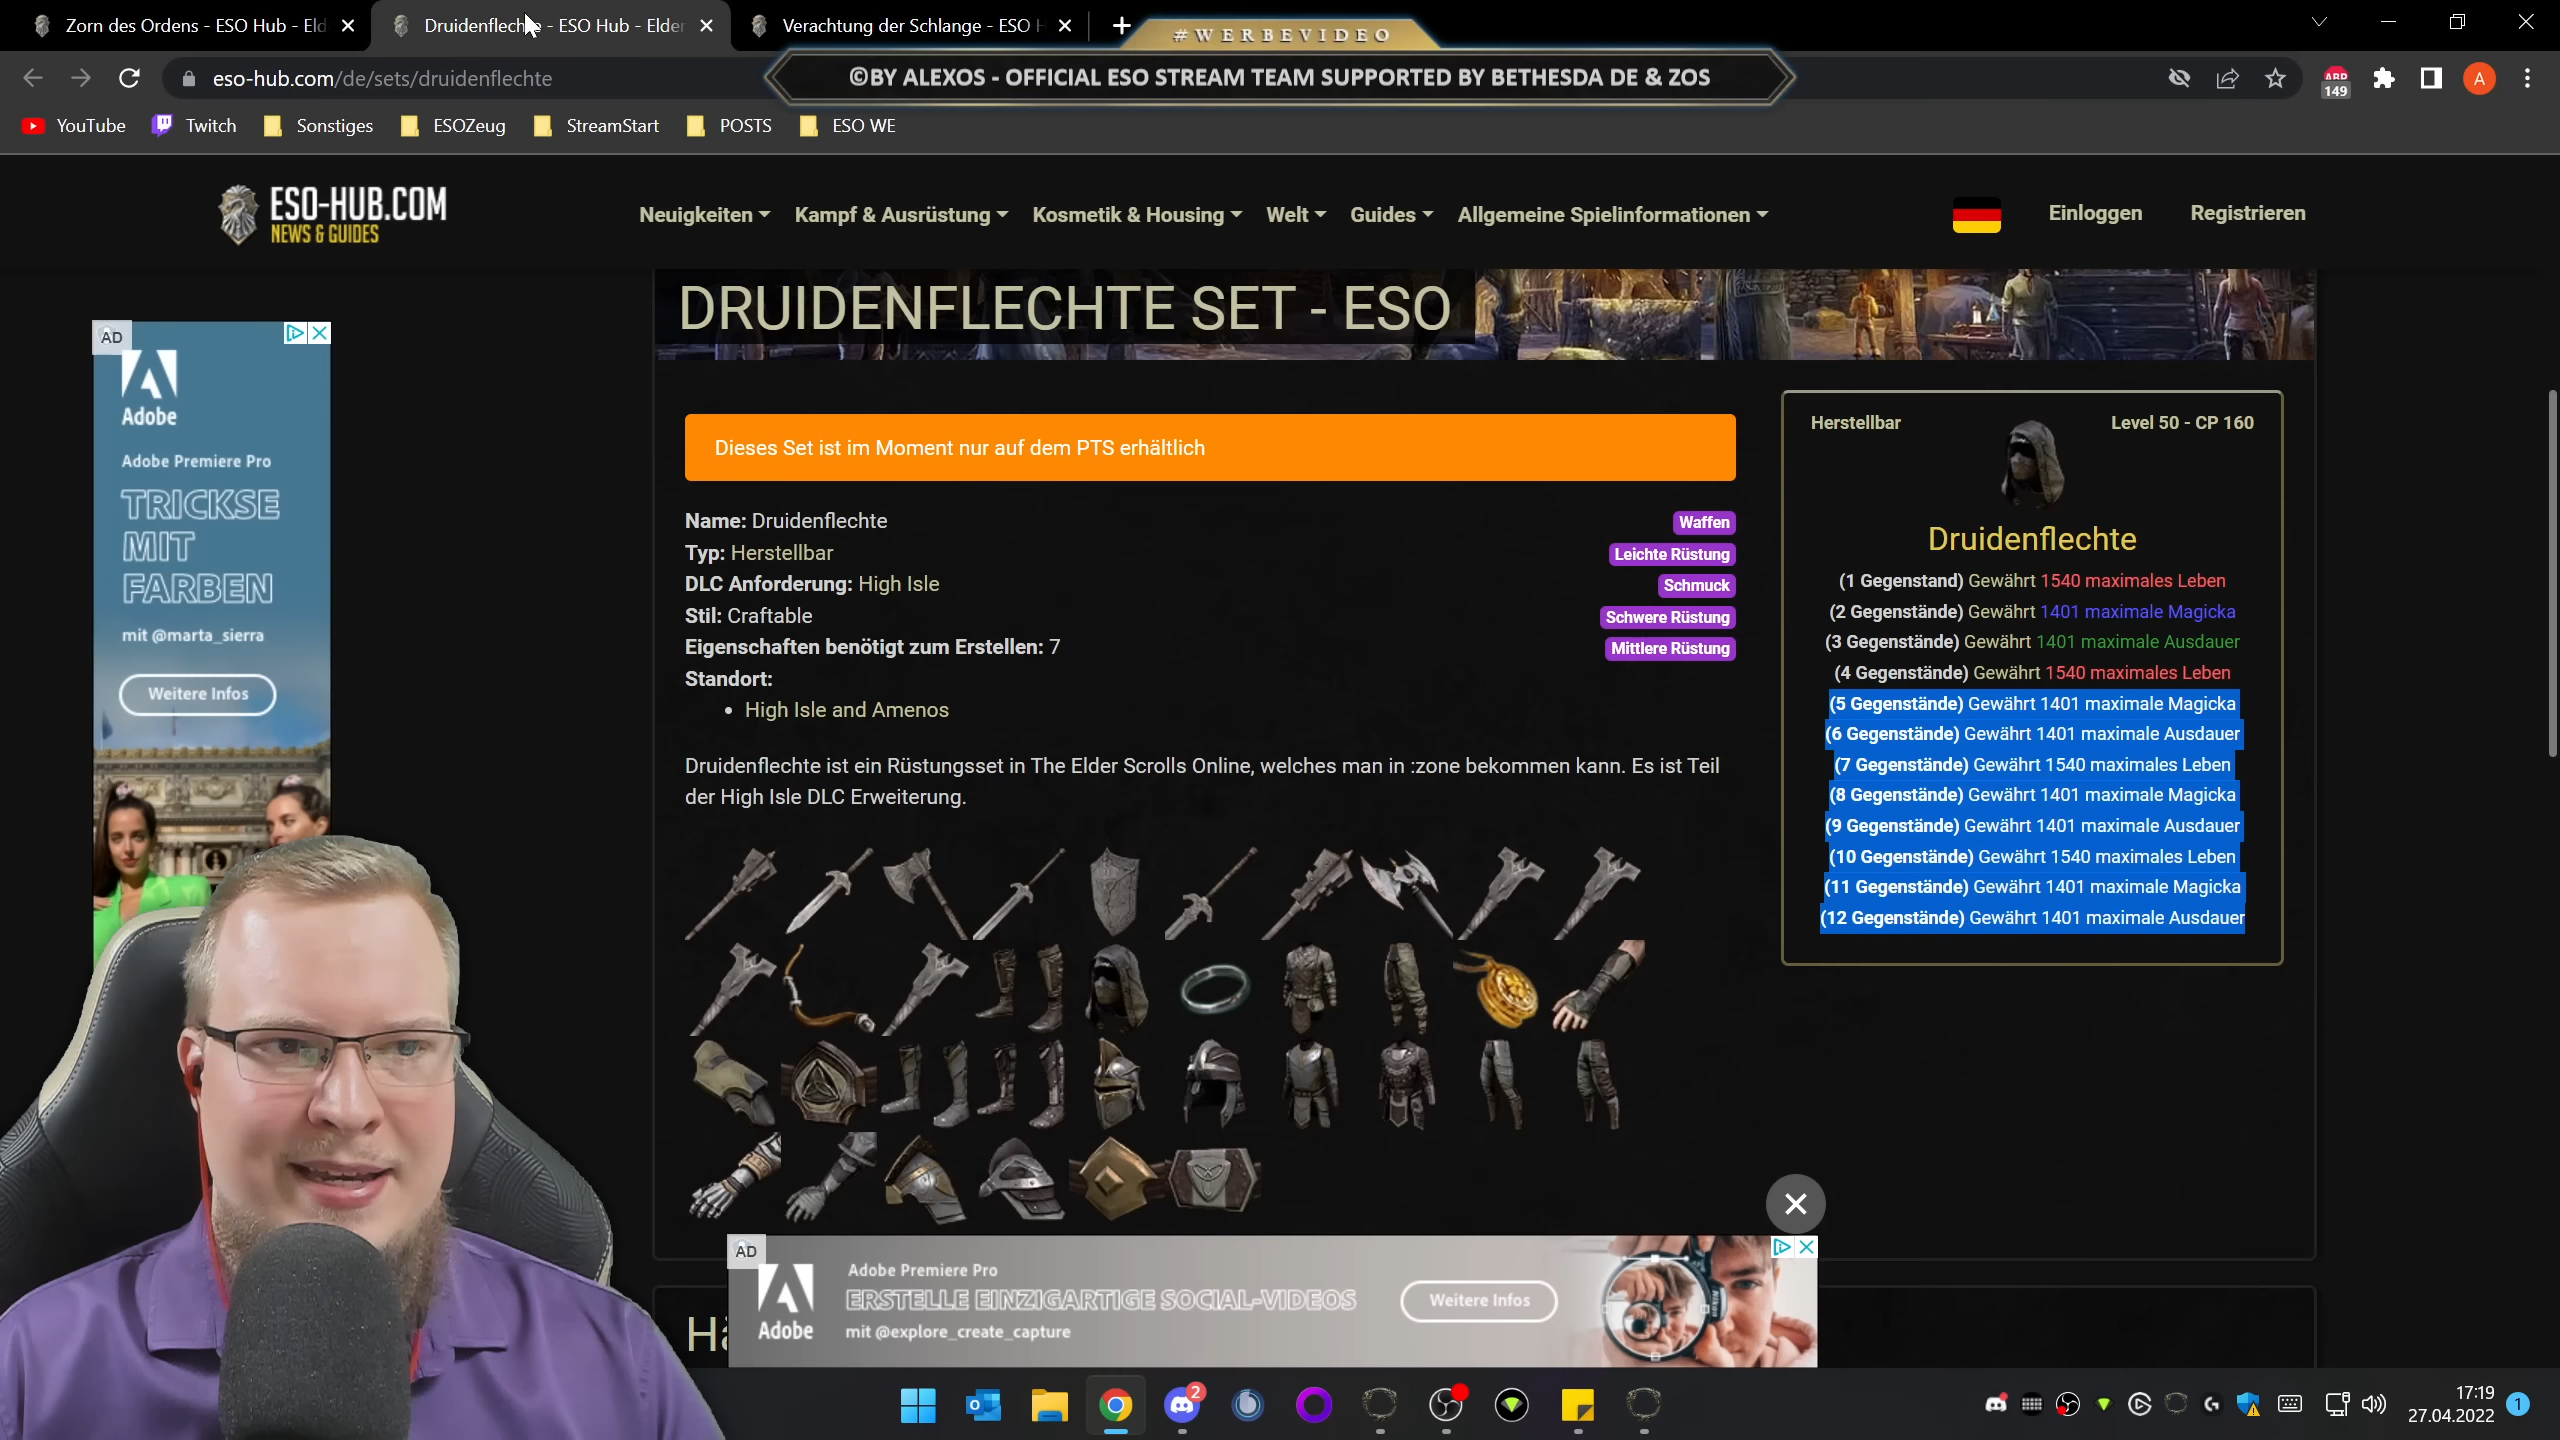 Zorn des Ordens - ESO Hub - Eld
Druidenflechte - ESO Hub - Elder
Verachtung der Schlange - ESO H
#WERBEVIDEO
eso-hub.com/de/sets/druidenflechte
©BY ALEXOS - OFFICIAL ESO STREAM TEAM SUPPORTED BY BETHESDA DE & ZOS
ABP
149
A
YouTube
Twitch
Sonstiges
ESOZeug
StreamStart
POSTS
ESO WE
ESO-HUB.COM
NEWS & GUIDES
Neuigkeiten
Kampf & Ausrüstung
Kosmetik & Housing
Welt
Guides
Allgemeine Spielinformationen
Einloggen
Registrieren
DRUIDENFLECHTE SET - ESO
AD
Adobe
Adobe Premiere Pro
TRICKSE
MIT
FARBEN
mit @marta_sierra
Weitere Infos
Dieses Set ist im Moment nur auf dem PTS erhältlich
Name: Druidenflechte
Typ: Herstellbar
DLC Anforderung: High Isle
Stil: Craftable
Eigenschaften benötigt zum Erstellen: 7
Standort:
• High Isle and Amenos
Waffen
Leichte Rüstung
Schmuck
Schwere Rüstung
Mittlere Rüstung
Druidenflechte ist ein Rüstungsset in The Elder Scrolls Online, welches man in :zone bekommen kann. Es ist Teil
der High Isle DLC Erweiterung.
Herstellbar
Level 50 - CP 160
Druidenflechte
(1 Gegenstand) Gewährt 1540 maximales Leben
(2 Gegenstände) Gewährt 1401 maximale Magicka
(3 Gegenstände) Gewährt 1401 maximale Ausdauer
(4 Gegenstände) Gewährt 1540 maximales Leben
(5 Gegenstände) Gewährt 1401 maximale Magicka
(6 Gegenstände) Gewährt 1401 maximale Ausdauer
(7 Gegenstände) Gewährt 1540 maximales Leben
(8 Gegenstände) Gewährt 1401 maximale Magicka
(9 Gegenstände) Gewährt 1401 maximale Ausdauer
(10 Gegenstände) Gewährt 1540 maximales Leben
(11 Gegenstände) Gewährt 1401 maximale Magicka
(12 Gegenstände) Gewährt 1401 maximale Ausdauer
AD
Adobe
Adobe Premiere Pro
ERSTELLE EINZIGARTIGE SOCIAL-VIDEOS
mit @explore_create_capture
Weitere Infos
2
17:19
27.04.2022
1